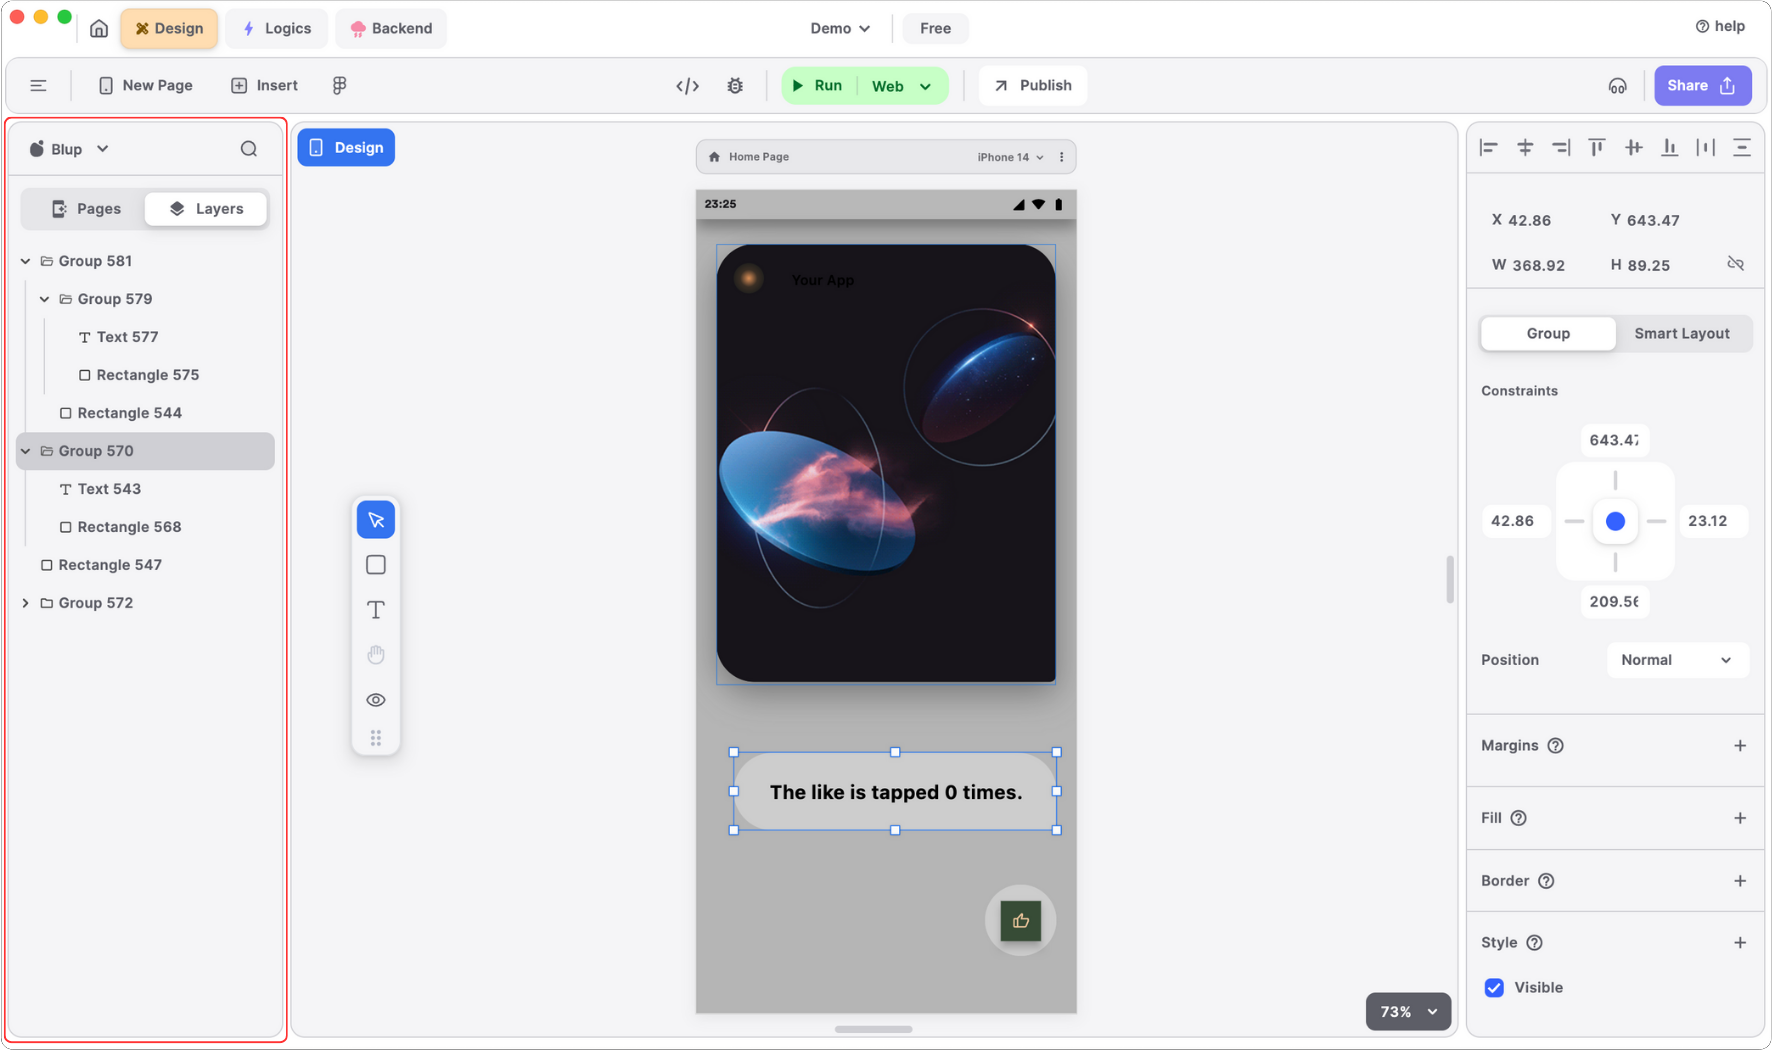 Design
Logics
Backend
Demo
Free
help
New Page
Insert
Run
Web
Publish
Share
Blup
Pages
Layers
Group 581
Group 579
Text 577
Rectangle 575
Rectangle 544
Group 570
Text 543
Rectangle 568
Rectangle 547
Group 572
Design
Home Page
iPhone 14
23:25
Your App
The like is tapped 0 times.
73%
X 42.86
Y 643.47
W 368.92
H 89.25
Group
Smart Layout
Constraints
643.47
42.86
23.12
209.56
Position
Normal
Margins
Fill
Border
Style
Visible